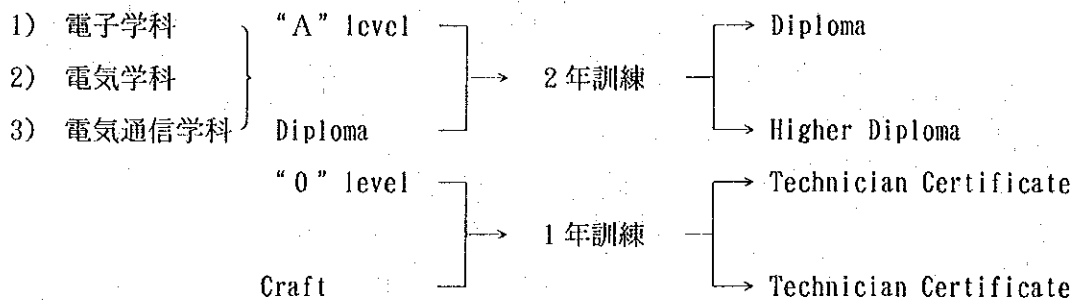 1) 電子学科 “A” level → Diploma
2) 電気学科 2年訓練
3) 電気通信学科 Diploma → Higher Diploma
“O” level → Technician Certificate
→ 1年訓練
Craft → Technician Certificate